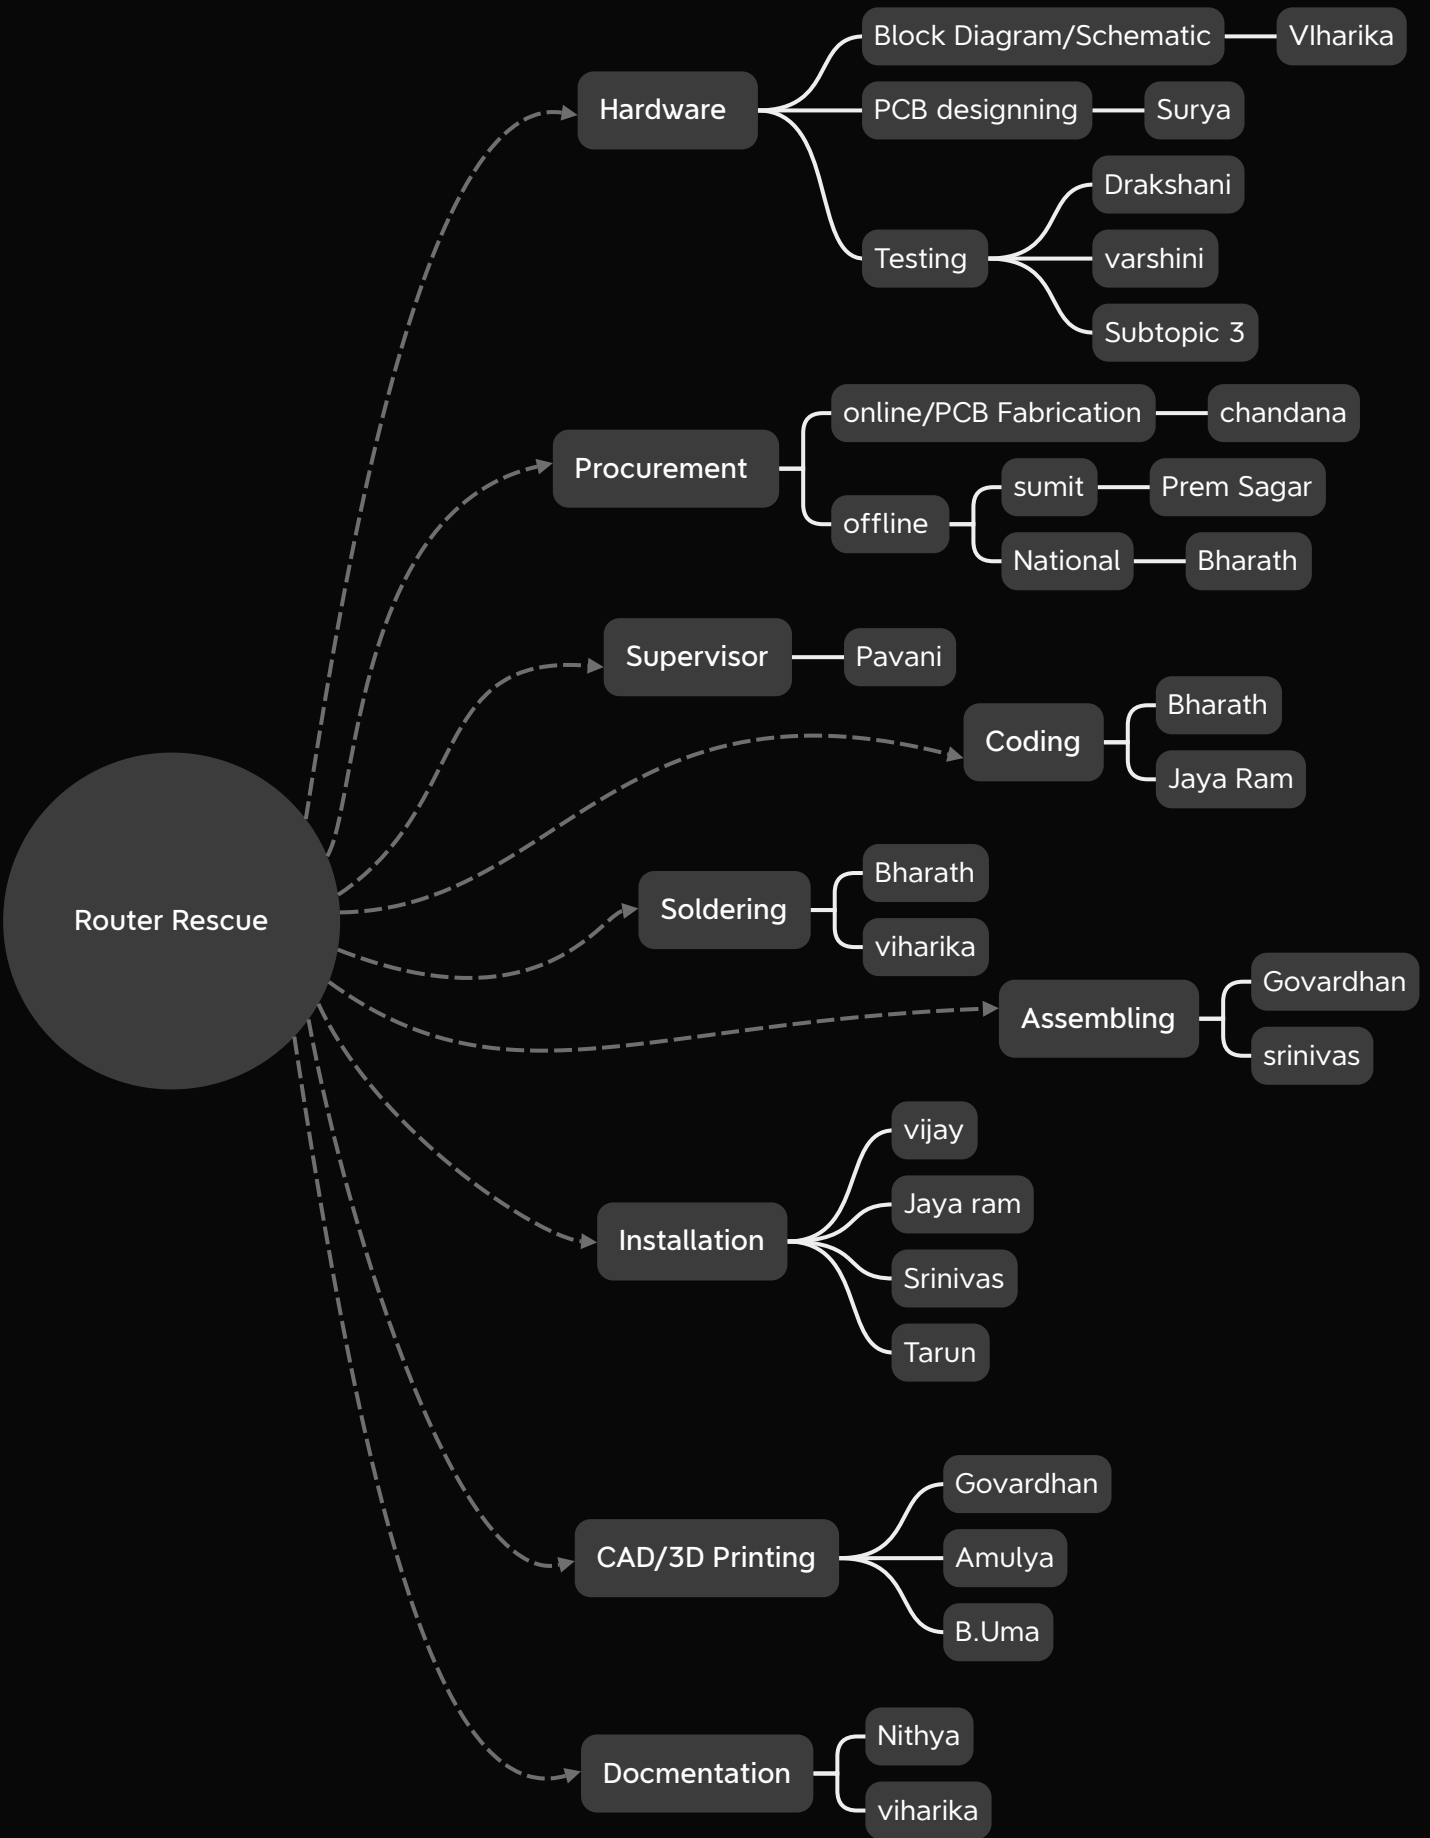 Router Rescue
Hardware
Block Diagram/Schematic
VIharika
PCB designning
Surya
Testing
Drakshani
varshini
Subtopic 3
Procurement
online/PCB Fabrication
chandana
offline
sumit
Prem Sagar
National
Bharath
Supervisor
Pavani
Coding
Bharath
Jaya Ram
Soldering
Bharath
viharika
Assembling
Govardhan
srinivas
Installation
vijay
Jaya ram
Srinivas
Tarun
CAD/3D Printing
Govardhan
Amulya
B.Uma
Docmentation
Nithya
viharika